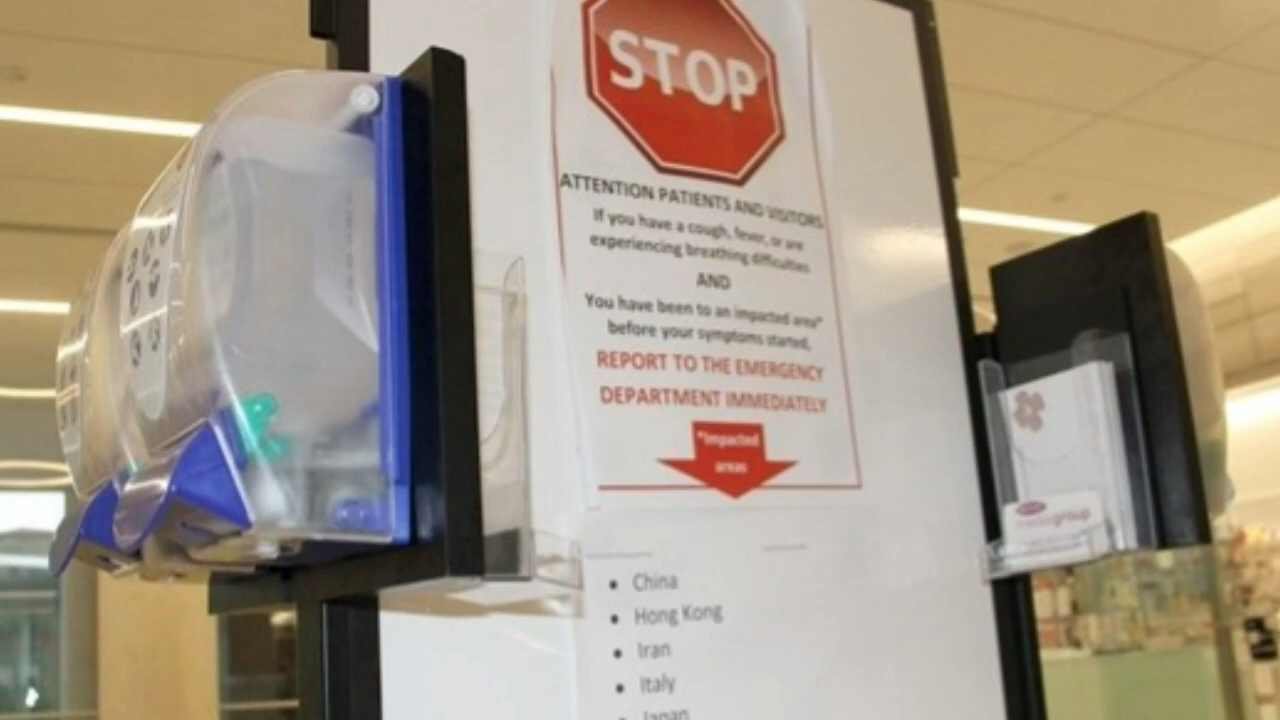 STOP
ATTENTION PATIENTS AND VISITORS
If you have a cough, fever, or are
experiencing breathing difficulties
AND
You have been to an impacted area*
before your symptoms started,
REPORT TO THE EMERGENCY
DEPARTMENT IMMEDIATELY
*Impacted
areas
• China
• Hong Kong
• Iran
• Italy
• Japan